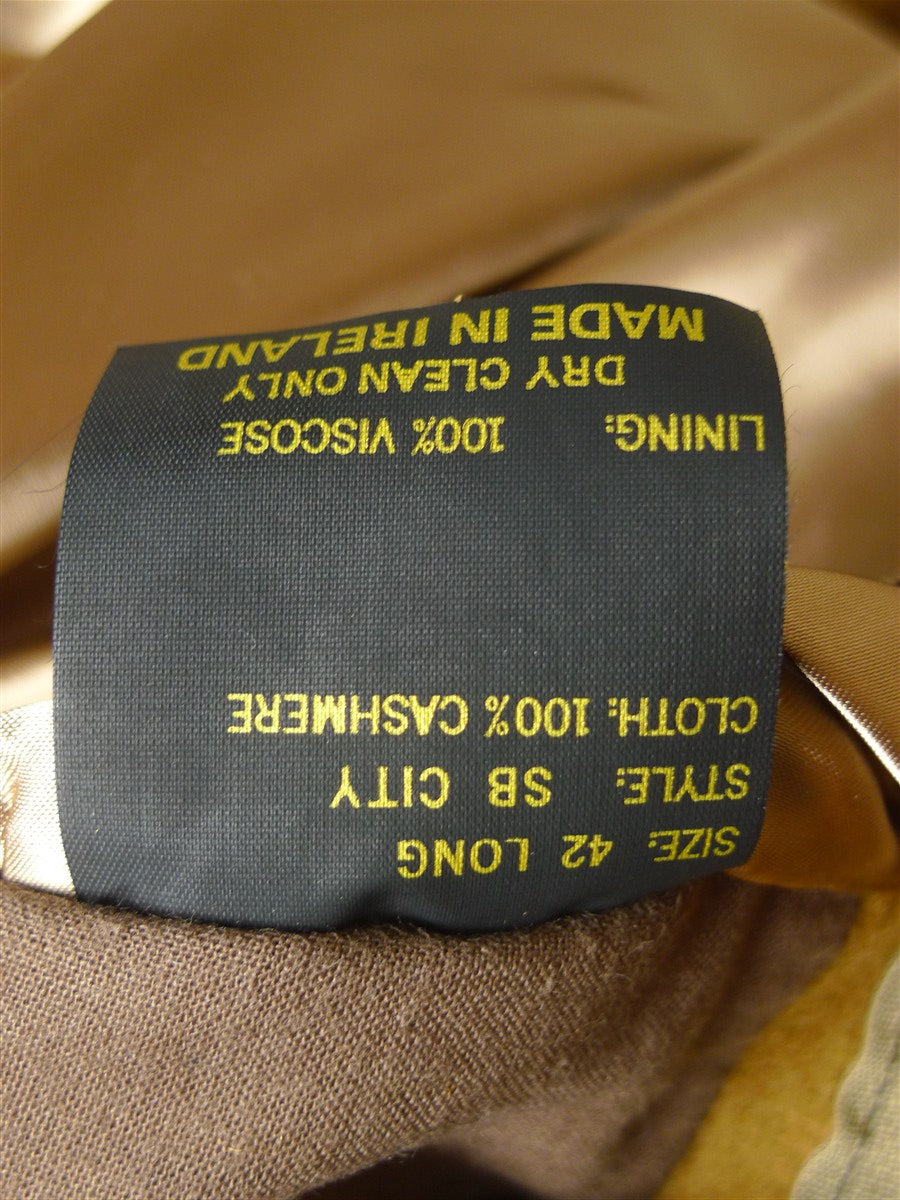 SIZE: 42 LONG
STYLE: SB CITY
CLOTH: 100% CASHMERE
LINING: 100% VISCOSE
DRY CLEAN ONLY
MADE IN IRELAND